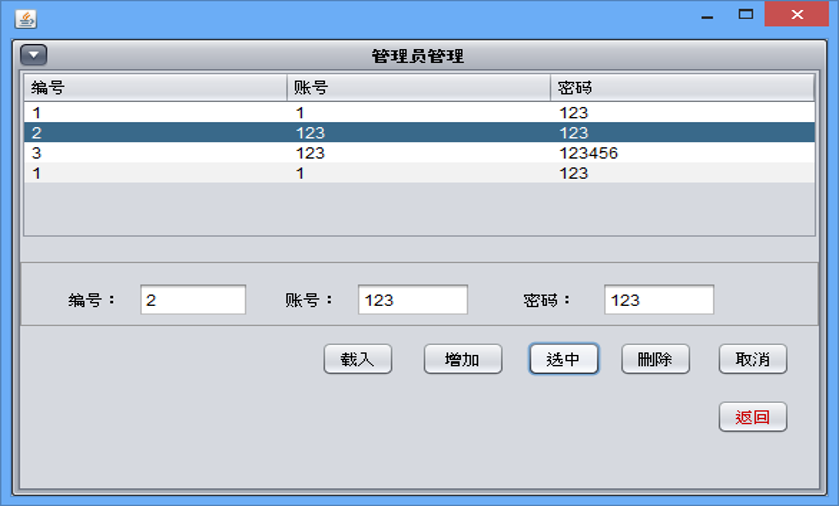 管理员管理
编号 账号 密码
1 1 123
2 123 123
3 123 123456
1 1 123
编号： 2 账号： 123 密码： 123
载入 增加 选中 删除 取消
返回